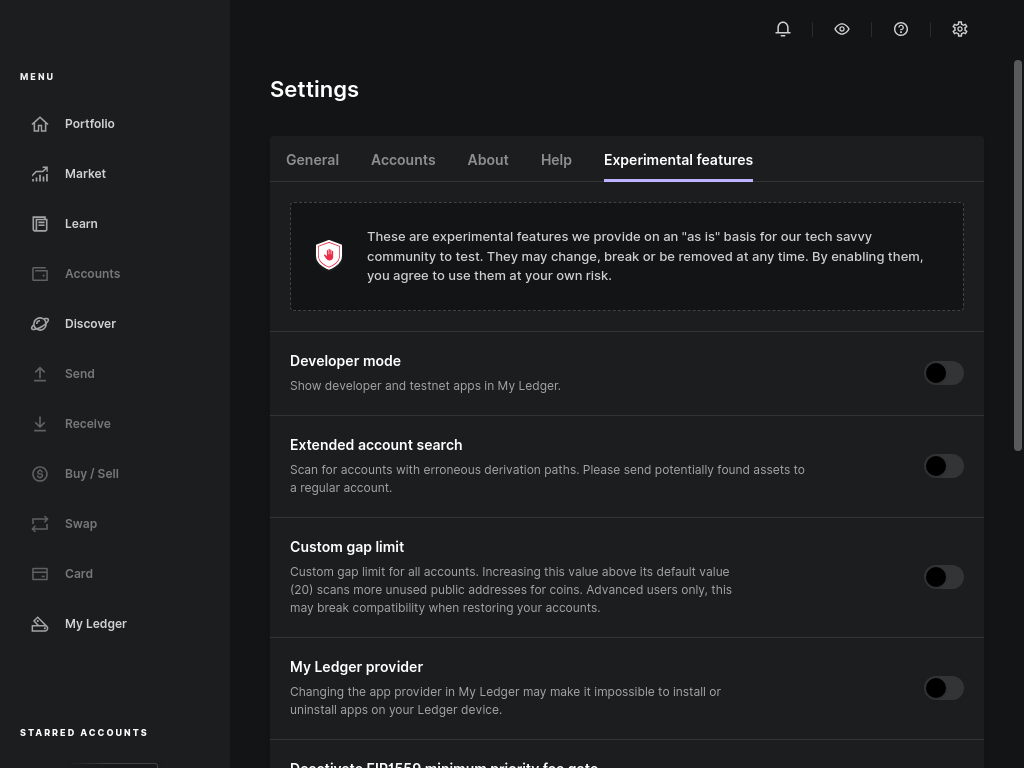 MENU
Portfolio
Market
Learn
Accounts
Discover
Send
Receive
Buy / Sell
Swap
Card
My Ledger
STARRED ACCOUNTS
Settings
General
Accounts
About
Help
Experimental features
These are experimental features we provide on an "as is" basis for our tech savvy
community to test. They may change, break or be removed at any time. By enabling them,
you agree to use them at your own risk.
Developer mode
Show developer and testnet apps in My Ledger.
Extended account search
Scan for accounts with erroneous derivation paths. Please send potentially found assets to
a regular account.
Custom gap limit
Custom gap limit for all accounts. Increasing this value above its default value
(20) scans more unused public addresses for coins. Advanced users only, this
may break compatibility when restoring your accounts.
My Ledger provider
Changing the app provider in My Ledger may make it impossible to install or
uninstall apps on your Ledger device.
Deactivate EIP1559 minimum priority fee gate